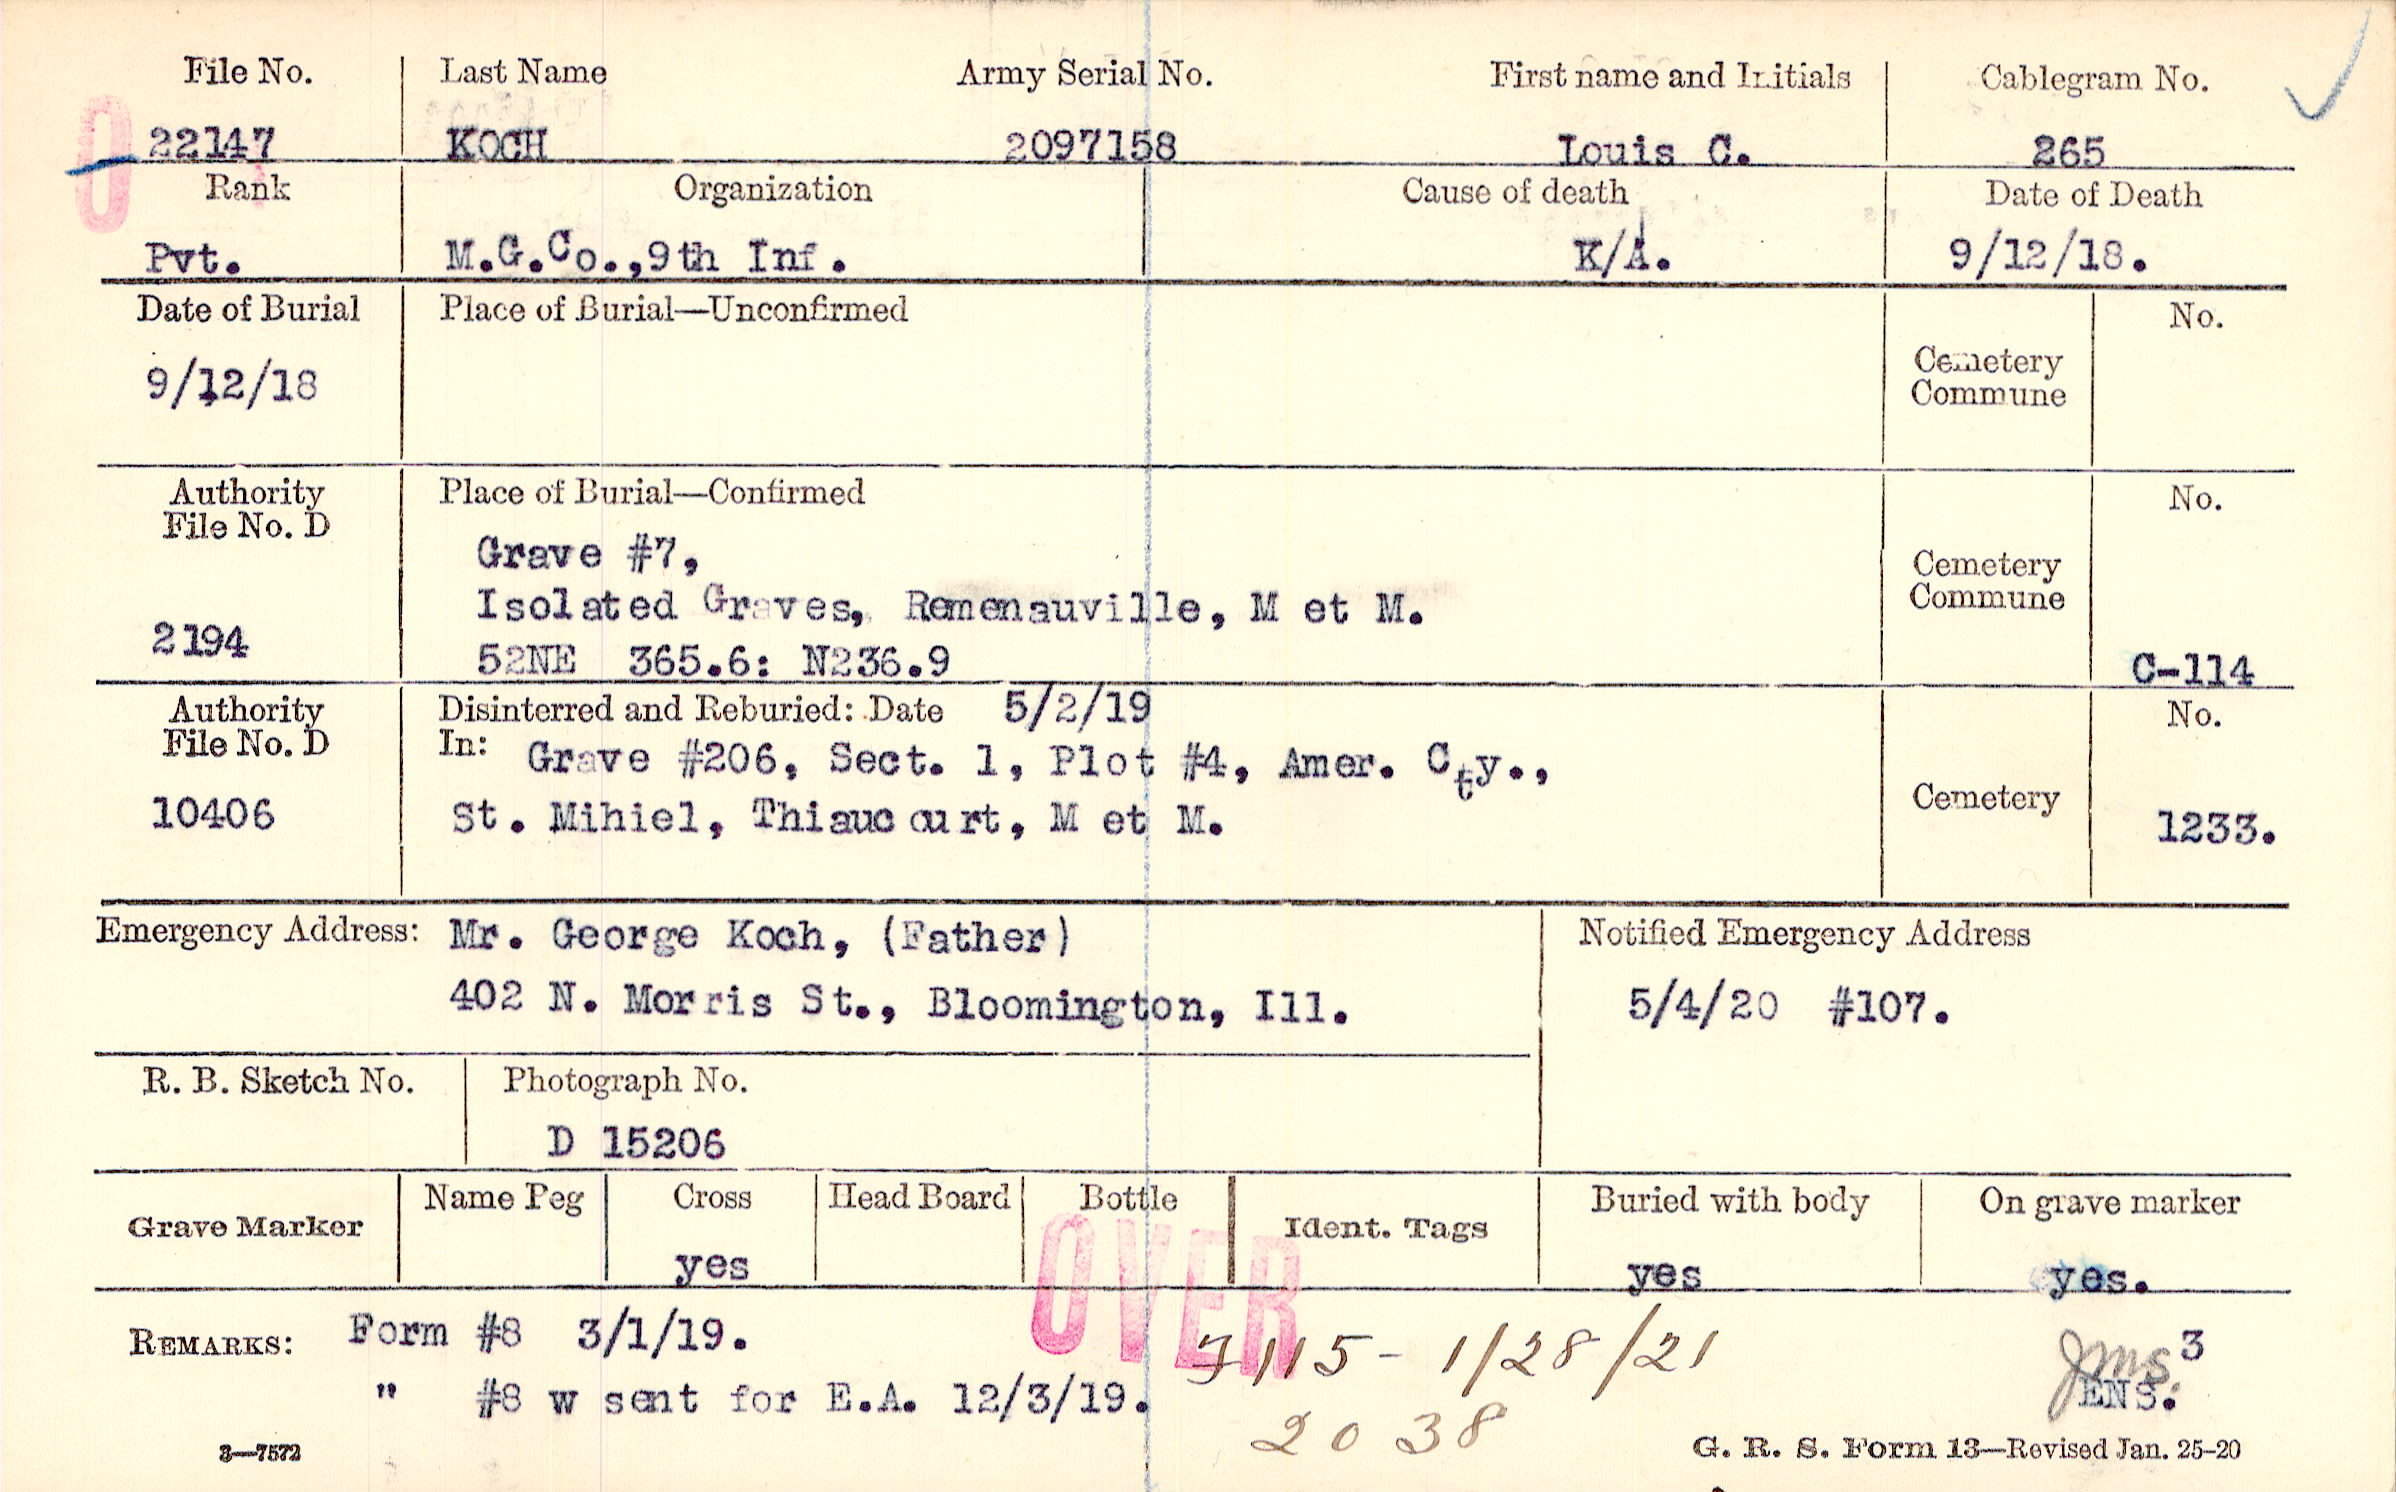 File No. Last Name Army Serial No. First name and Initials Cablegram No.
22147 KOCH 2097158 Louis C. 265
Rank Organization Cause of death Date of Death
Pvt. M.G.Co.,9th Inf. K/A. 9/12/18.
Date of Burial Place of Burial—Unconfirmed No.
9/12/18
Cemetery
Commune
Authority Place of Burial—Confirmed No.
File No. D
Grave #7,
Isolated Graves, Remenauville, M et M.
Cemetery
Commune
2194 52NE 365.6: N236.9 C-114
Authority Disinterred and Reburied: Date 5/2/19 No.
File No. D In: Grave #206, Sect. 1, Plot #4, Amer. Cty.,
Cemetery
10406 St. Mihiel, Thiaucourt, M et M. 1233.
Emergency Address: Mr. George Koch, (Father) Notified Emergency Address
402 N. Morris St., Bloomington, Ill. 5/4/20 #107.
R. B. Sketch No. Photograph No.
D 15206
Grave Marker Name Peg Cross Head Board Bottle Ident. Tags Buried with body On grave marker
yes yes yes.
OVER
REMARKS: Form #8 3/1/19. 115 - 1/28/21 3
" #8 w sent for E.A. 12/3/19. ENS.
2038
3—7572 G. R. S. Form 13—Revised Jan. 25-20